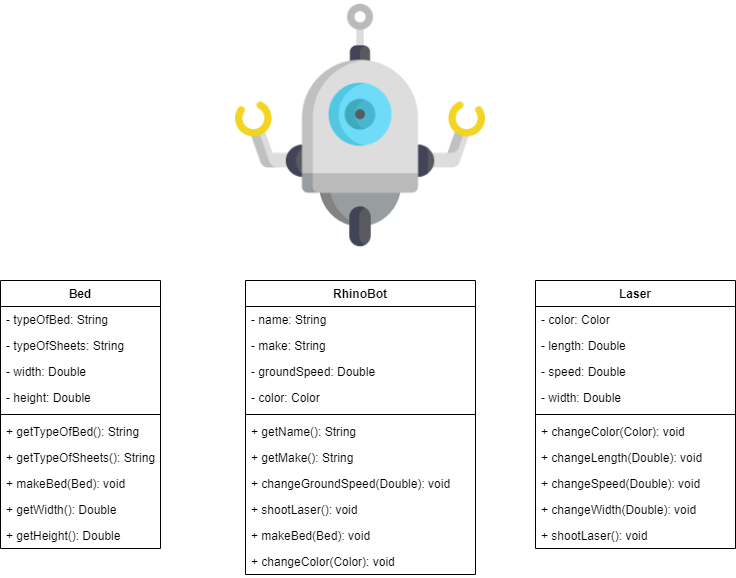 Bed
- typeOfBed: String
- typeOfSheets: String
- width: Double
- height: Double
+ getTypeOfBed(): String
+ getTypeOfSheets(): String
+ makeBed(Bed): void
+ getWidth(): Double
+ getHeight(): Double
RhinoBot
- name: String
- make: String
- groundSpeed: Double
- color: Color
+ getName(): String
+ getMake(): String
+ changeGroundSpeed(Double): void
+ shootLaser(): void
+ makeBed(Bed): void
+ changeColor(Color): void
Laser
- color: Color
- length: Double
- speed: Double
- width: Double
+ changeColor(Color): void
+ changeLength(Double): void
+ changeSpeed(Double): void
+ changeWidth(Double): void
+ shootLaser(): void